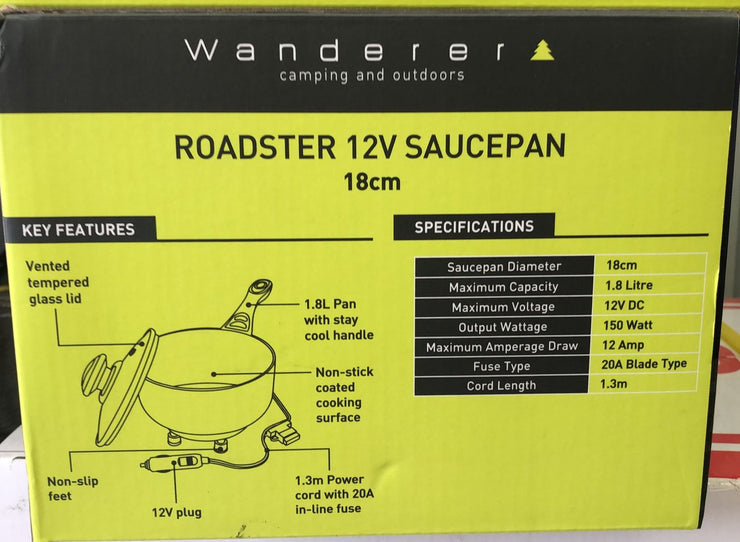 Wanderer
camping and outdoors
ROADSTER 12V SAUCEPAN
18cm
KEY FEATURES
Vented
tempered
glass lid
1.8L Pan
with stay
cool handle
Non-stick
coated
cooking
surface
Non-slip
feet
12V plug
1.3m Power
cord with 20A
in-line fuse
SPECIFICATIONS
Saucepan Diameter 18cm
Maximum Capacity 1.8 Litre
Maximum Voltage 12V DC
Output Wattage 150 Watt
Maximum Amperage Draw 12 Amp
Fuse Type 20A Blade Type
Cord Length 1.3m